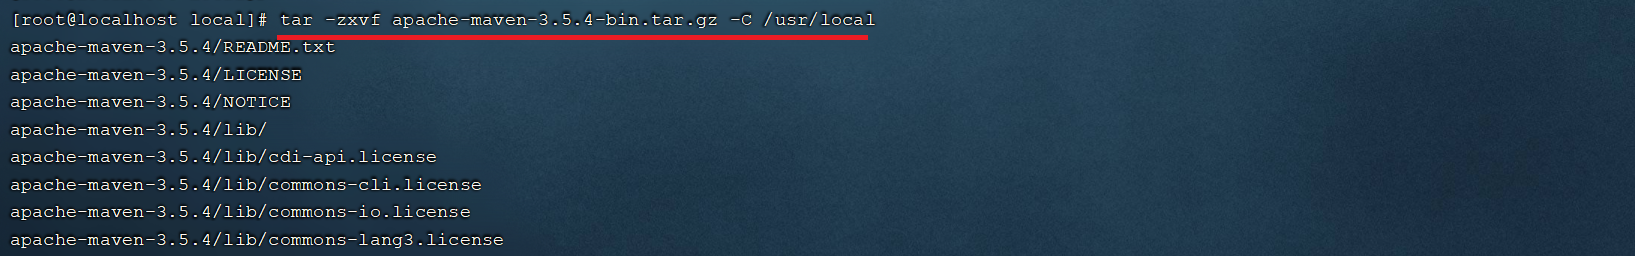 [root@localhost local]# tar -zxvf apache-maven-3.5.4-bin.tar.gz -C /usr/local
apache-maven-3.5.4/README.txt
apache-maven-3.5.4/LICENSE
apache-maven-3.5.4/NOTICE
apache-maven-3.5.4/lib/
apache-maven-3.5.4/lib/cdi-api.license
apache-maven-3.5.4/lib/commons-cli.license
apache-maven-3.5.4/lib/commons-io.license
apache-maven-3.5.4/lib/commons-lang3.license